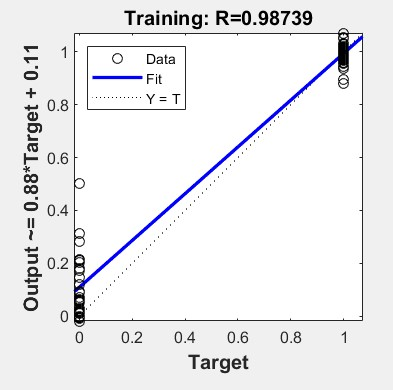 Training: R=0.98739
Data
Fit
Y = T
1
0.8
0.6
0.4
0.2
0
Output ~= 0.88*Target + 0.11
0 0.2 0.4 0.6 0.8 1
Target